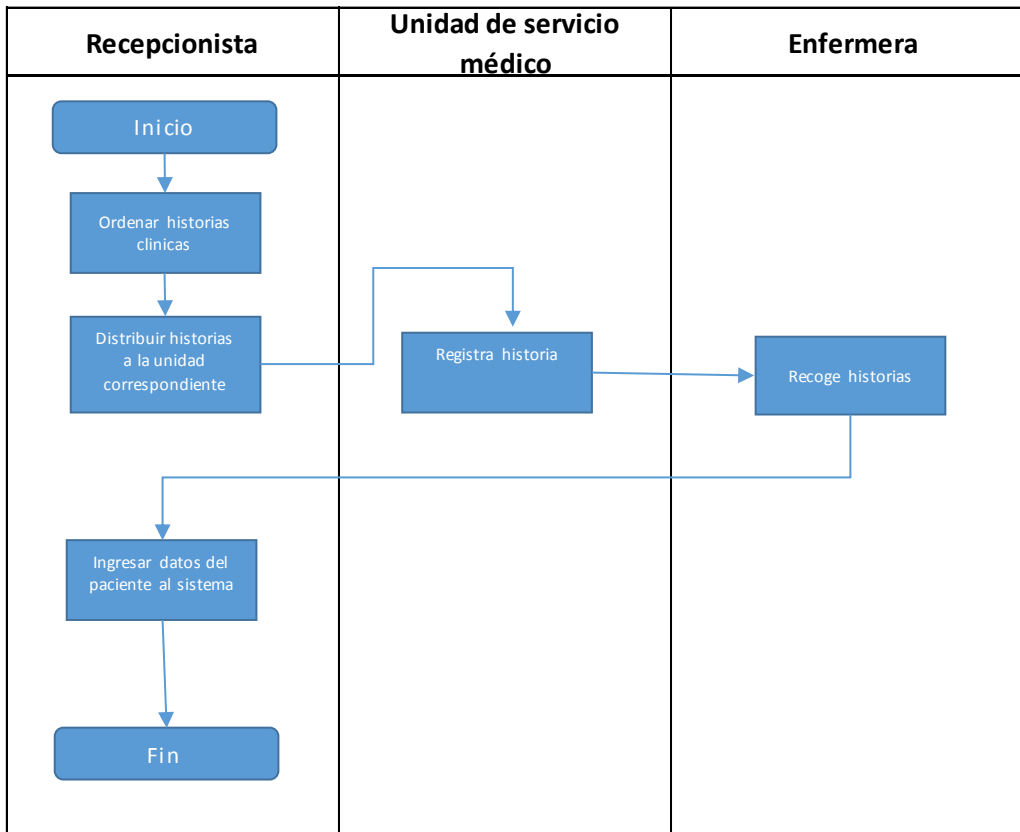 Recepcionista
Unidad de servicio
médico
Enfermera
Inicio
Ordenar historias
clinicas
Distribuir historias
a la unidad
correspondiente
Registra historia
Recoge historias
Ingresar datos del
paciente al sistema
Fin